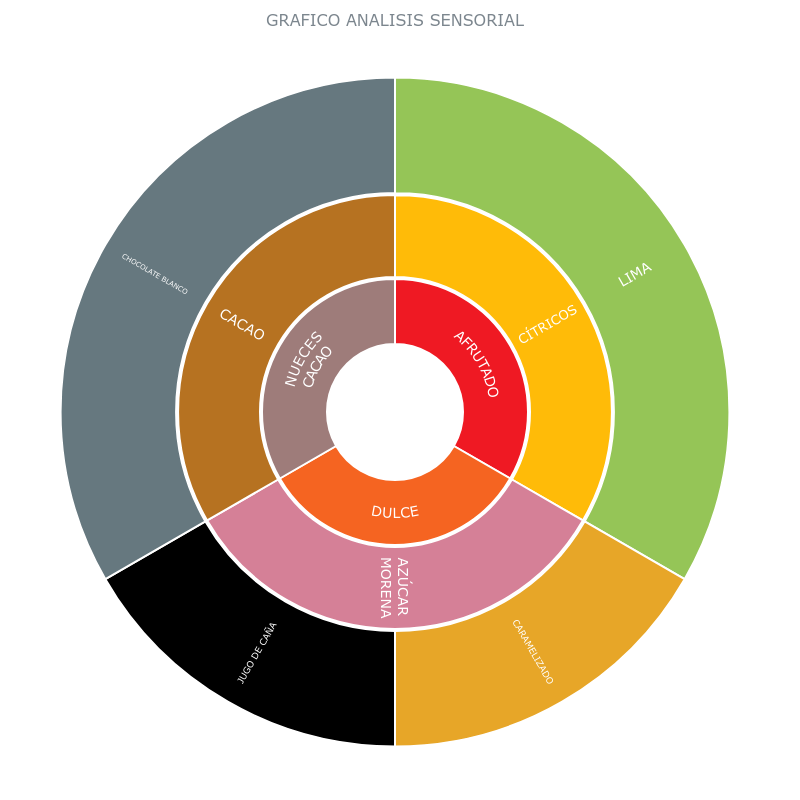 GRAFICO ANALISIS SENSORIAL
AFRUTADO
CÍTRICOS
LIMA
DULCE
AZÚCAR
MORENA
CARAMELIZADO
JUGO DE CAÑA
NUECES
CACAO
CACAO
CHOCOLATE BLANCO